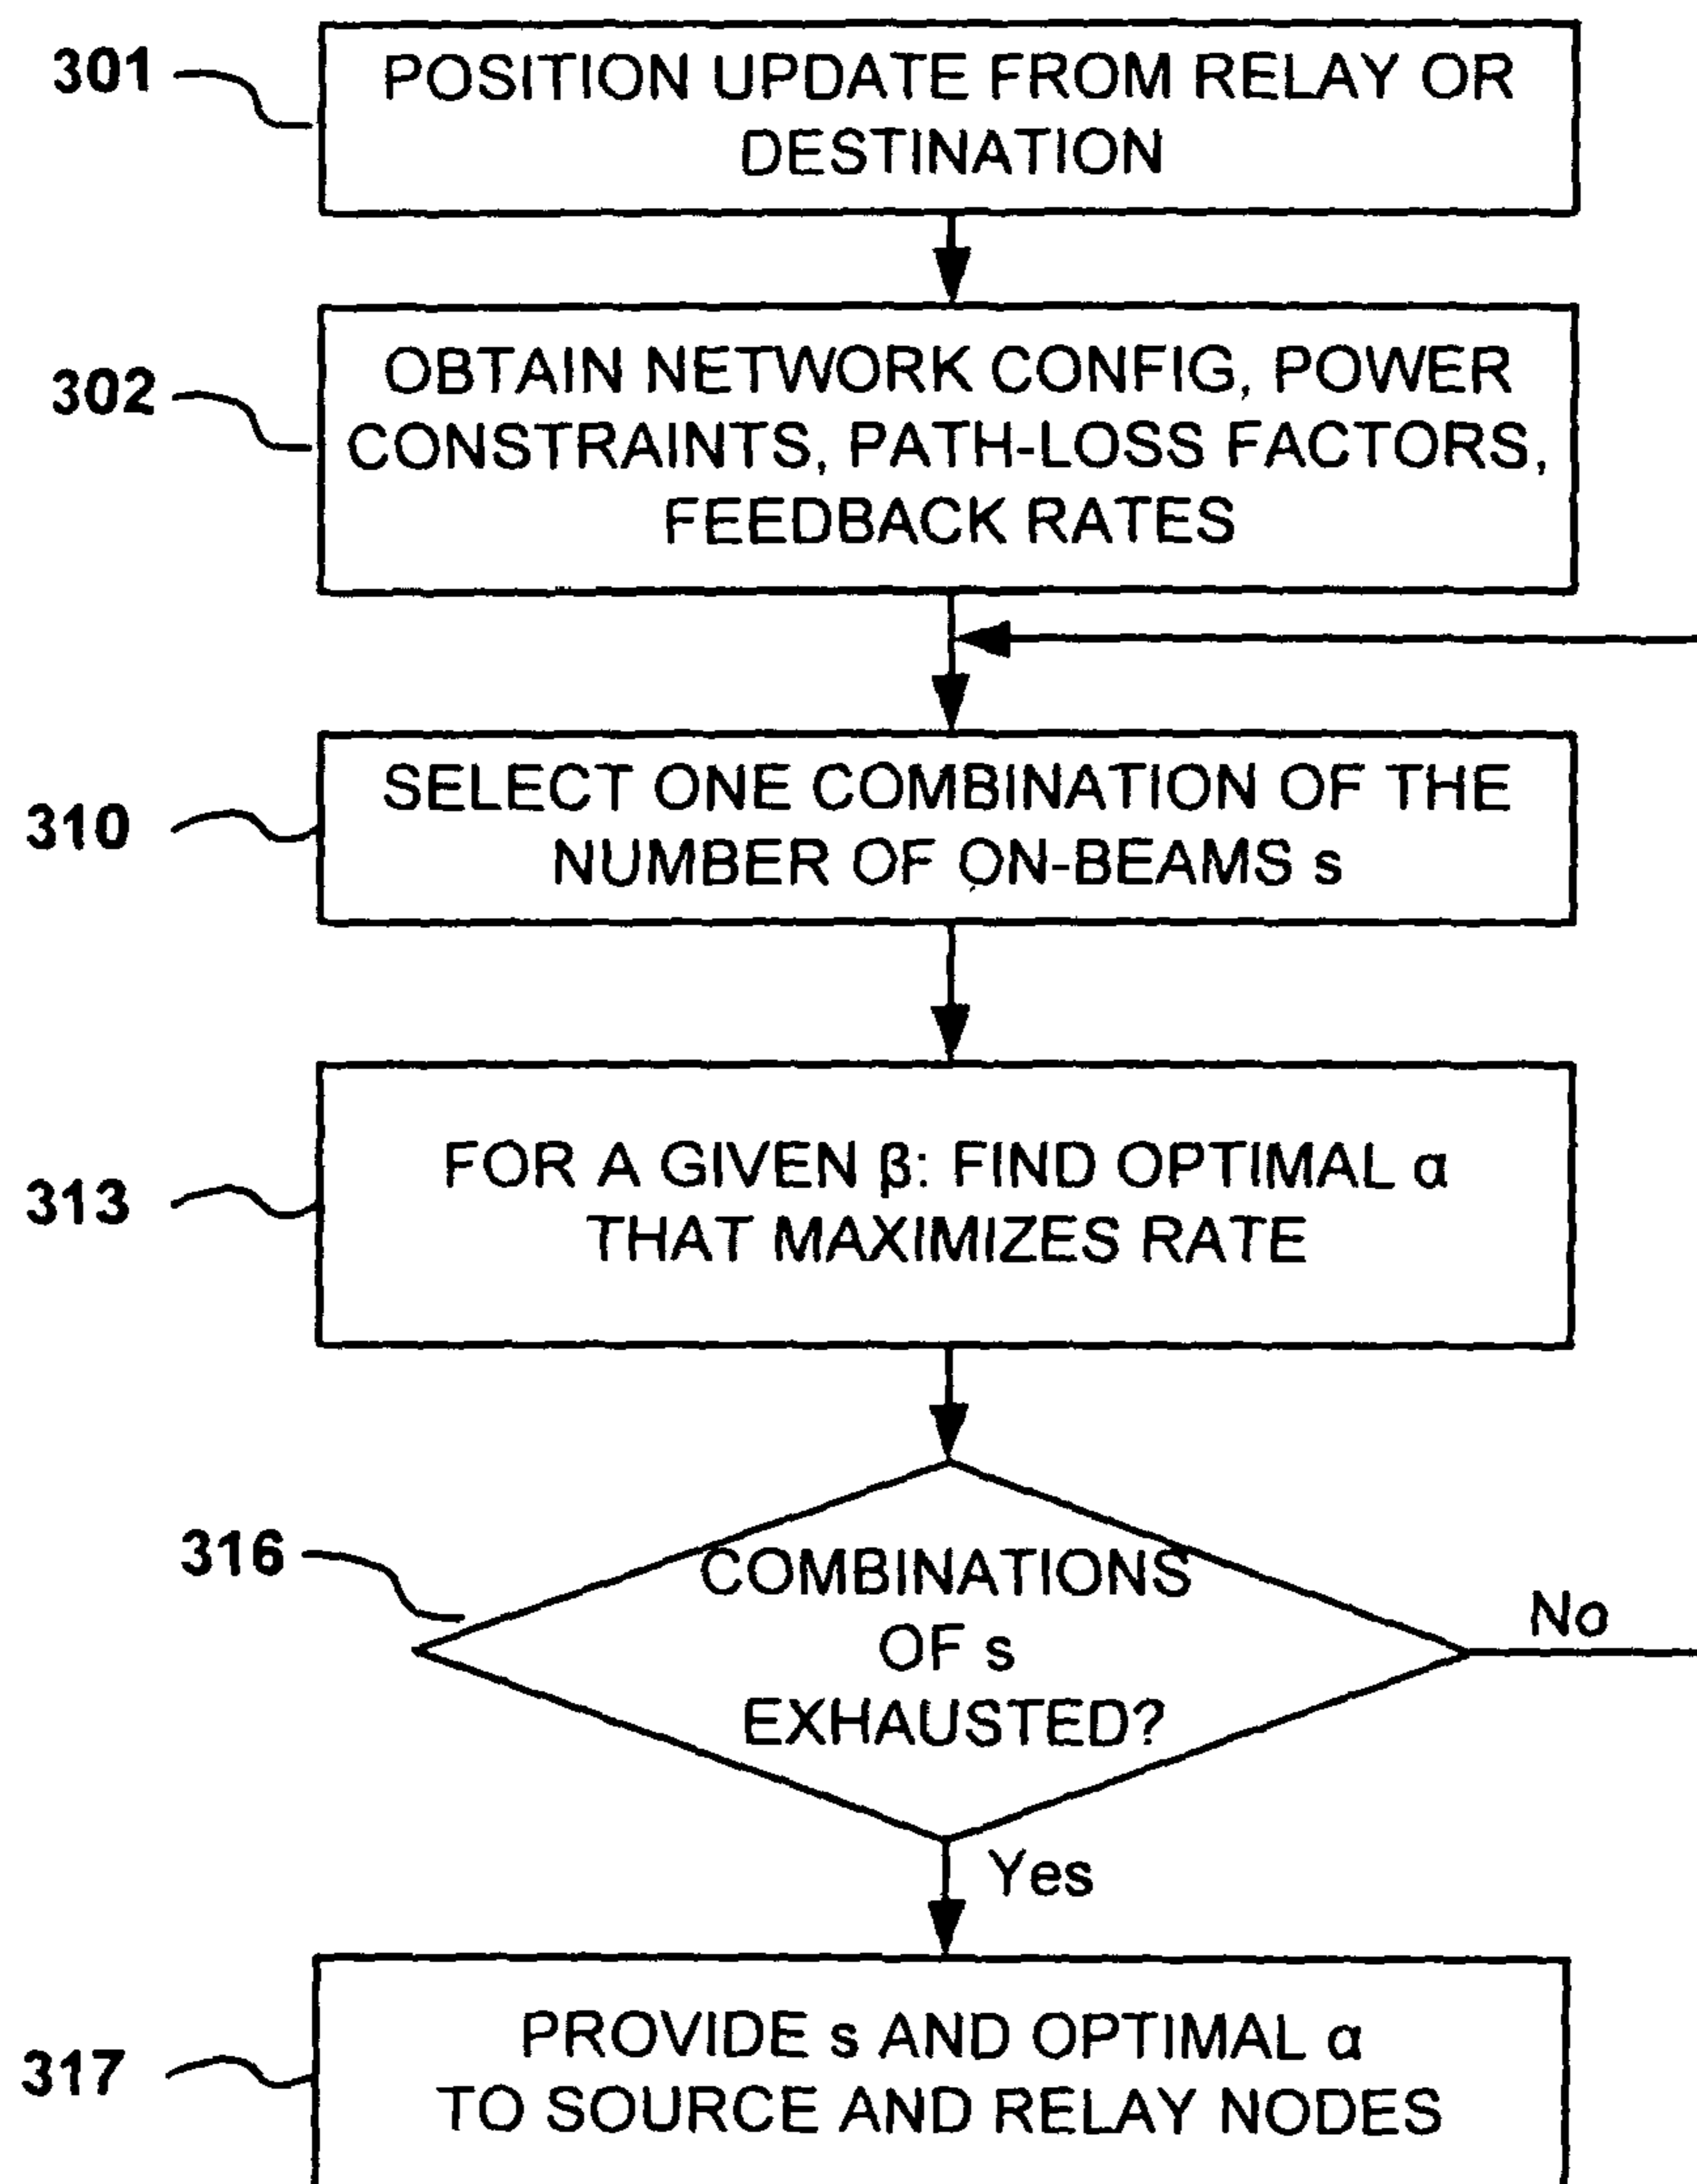 301
POSITION UPDATE FROM RELAY OR
DESTINATION
302
OBTAIN NETWORK CONFIG, POWER
CONSTRAINTS, PATH-LOSS FACTORS,
FEEDBACK RATES
310
SELECT ONE COMBINATION OF THE
NUMBER OF ON-BEAMS s
313
FOR A GIVEN β: FIND OPTIMAL α
THAT MAXIMIZES RATE
316
COMBINATIONS
OF s
EXHAUSTED?
No
Yes
317
PROVIDE s AND OPTIMAL α
TO SOURCE AND RELAY NODES